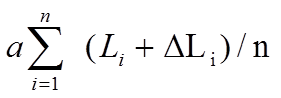 a∑_{i=1}^{n} (L_i + ΔL_i) / n